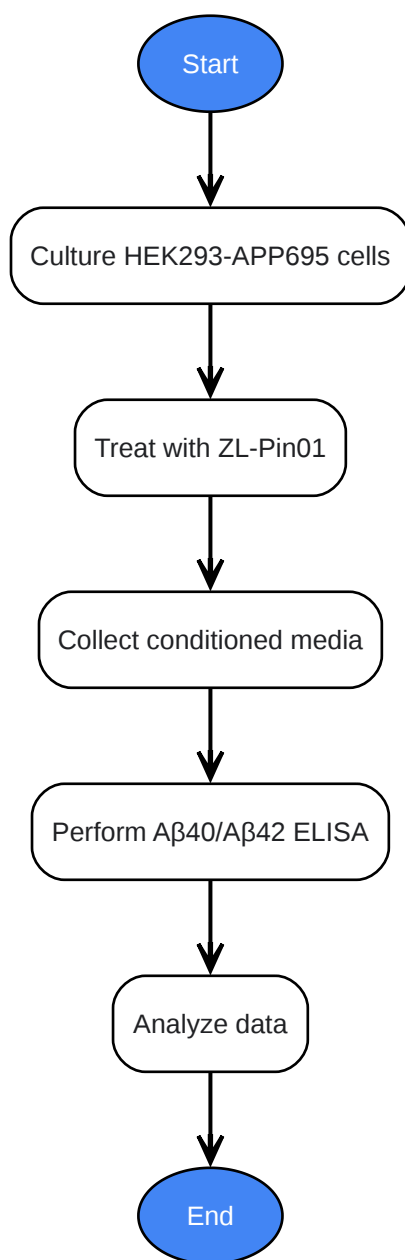 Start
Culture HEK293-APP695 cells
Treat with ZL-Pin01
Collect conditioned media
Perform Aβ40/Aβ42 ELISA
Analyze data
End